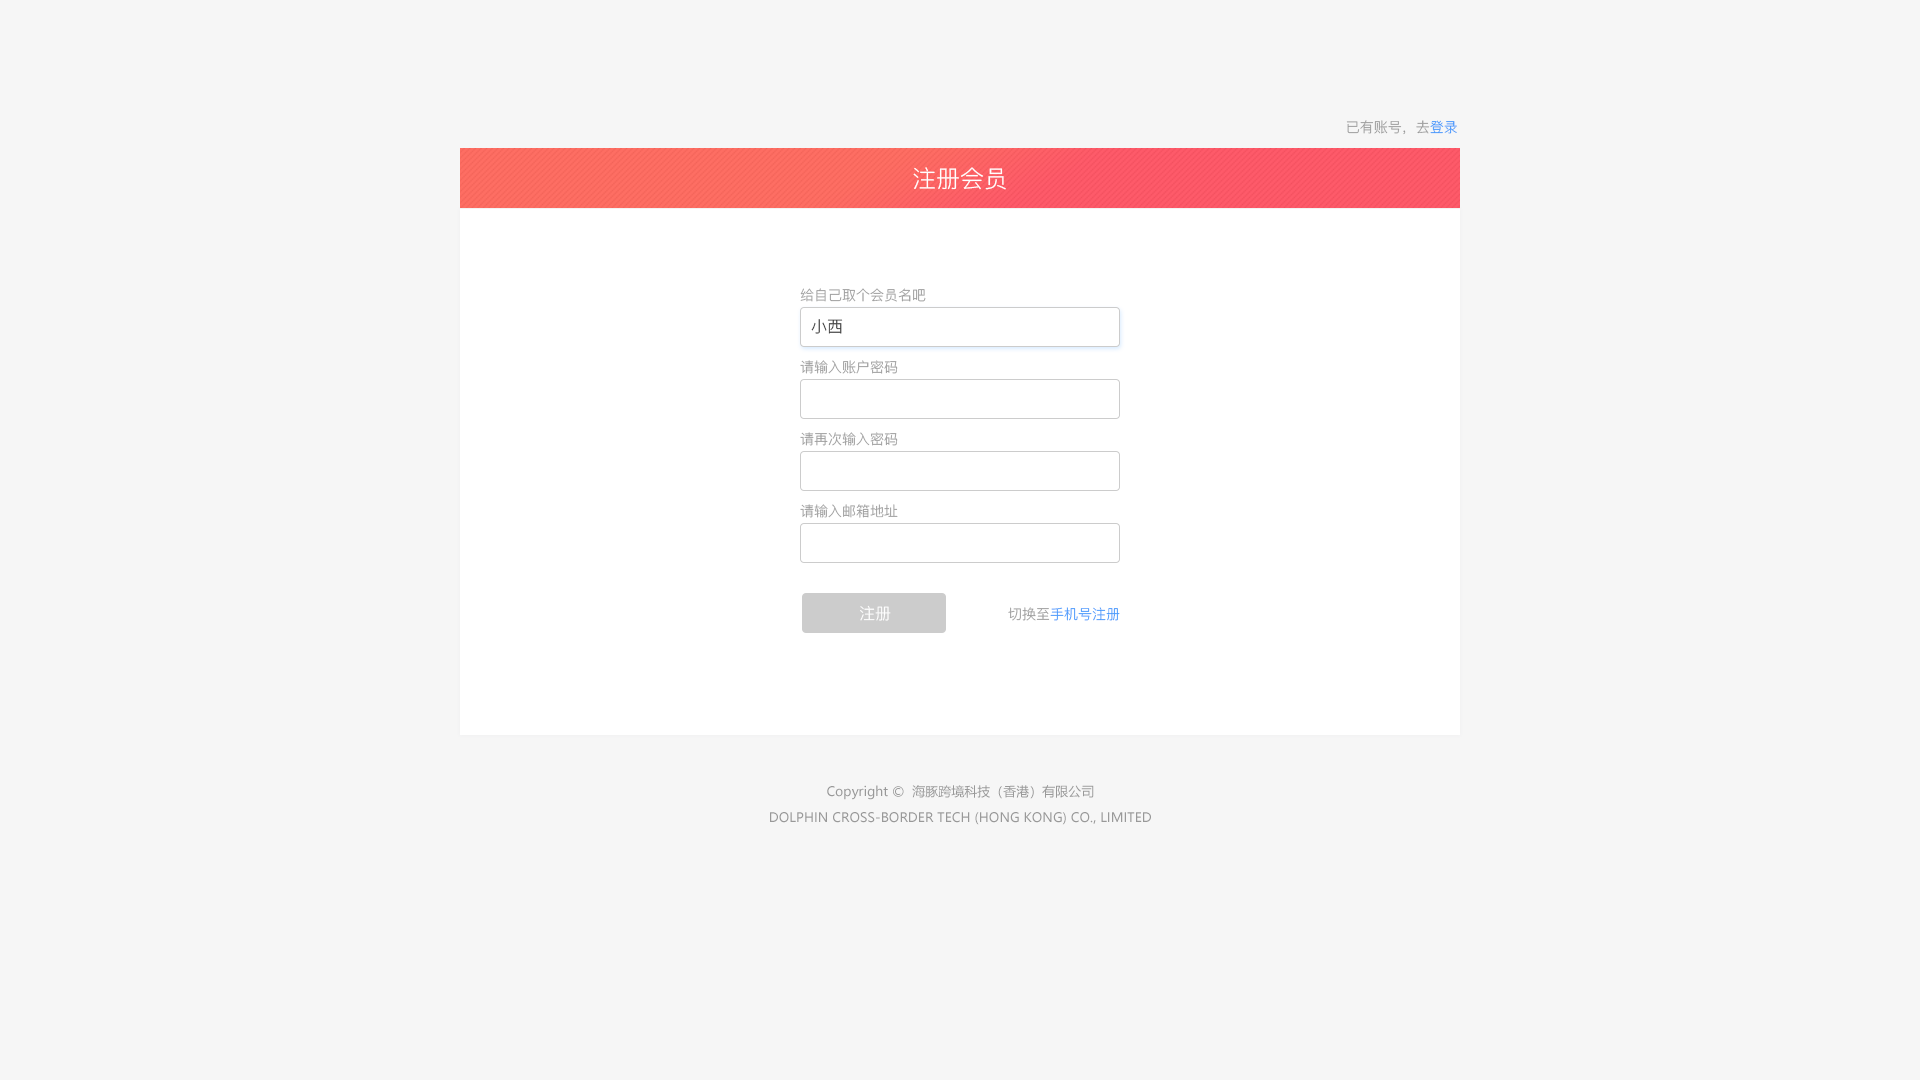 已有账号，去登录
注册会员
给自己取个会员名吧
小西
请输入账户密码
请再次输入密码
请输入邮箱地址
注册
切换至手机号注册
Copyright © 海豚跨境科技（香港）有限公司
DOLPHIN CROSS-BORDER TECH (HONG KONG) CO., LIMITED